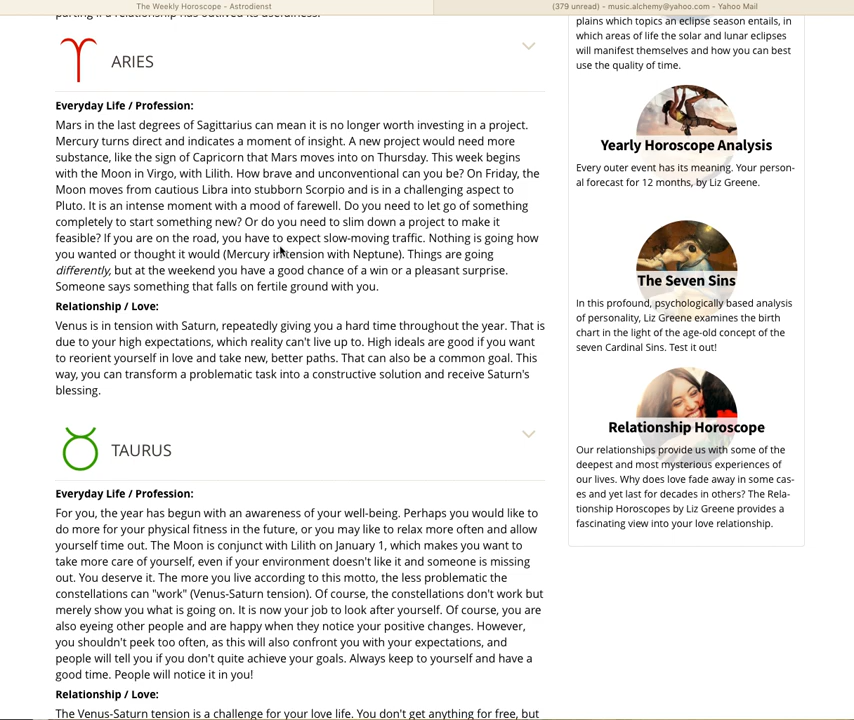 The Weekly Horoscope - Astrodienst
(379 unread) - music.alchemy@yahoo.com - Yahoo Mail
ARIES
Everyday Life / Profession:
Mars in the last degrees of Sagittarius can mean it is no longer worth investing in a project.
Mercury turns direct and indicates a moment of insight. A new project would need more
substance, like the sign of Capricorn that Mars moves into on Thursday. This week begins
with the Moon in Virgo, with Lilith. How brave and unconventional can you be? On Friday, the
Moon moves from cautious Libra into stubborn Scorpio and is in a challenging aspect to
Pluto. It is an intense moment with a mood of farewell. Do you need to let go of something
completely to start something new? Or do you need to slim down a project to make it
feasible? If you are on the road, you have to expect slow-moving traffic. Nothing is going how
you wanted or thought it would (Mercury in tension with Neptune). Things are going
differently, but at the weekend you have a good chance of a win or a pleasant surprise.
Someone says something that falls on fertile ground with you.
Relationship / Love:
Venus is in tension with Saturn, repeatedly giving you a hard time throughout the year. That is
due to your high expectations, which reality can't live up to. High ideals are good if you want
to reorient yourself in love and take new, better paths. That can also be a common goal. This
way, you can transform a problematic task into a constructive solution and receive Saturn's
blessing.
TAURUS
Everyday Life / Profession:
For you, the year has begun with an awareness of your well-being. Perhaps you would like to
do more for your physical fitness in the future, or you may like to relax more often and allow
yourself time out. The Moon is conjunct with Lilith on January 1, which makes you want to
take more care of yourself, even if your environment doesn't like it and someone is missing
out. You deserve it. The more you live according to this motto, the less problematic the
constellations can "work" (Venus-Saturn tension). Of course, the constellations don't work but
merely show you what is going on. It is now your job to look after yourself. Of course, you are
also eyeing other people and are happy when they notice your positive changes. However,
you shouldn't peek too often, as this will also confront you with your expectations, and
people will tell you if you don't quite achieve your goals. Always keep to yourself and have a
good time. People will notice it in you!
Relationship / Love:
The Venus-Saturn tension is a challenge for your love life. You don't get anything for free, but
plains which topics an eclipse season entails, in
which areas of life the solar and lunar eclipses
will manifest themselves and how you can best
use the quality of time.
Yearly Horoscope Analysis
Every outer event has its meaning. Your person-
al forecast for 12 months, by Liz Greene.
The Seven Sins
In this profound, psychologically based analysis
of personality, Liz Greene examines the birth
chart in the light of the age-old concept of the
seven Cardinal Sins. Test it out!
Relationship Horoscope
Our relationships provide us with some of the
deepest and most mysterious experiences of
our lives. Why does love fade away in some cas-
es and yet last for decades in others? The Rela-
tionship Horoscopes by Liz Greene provides a
fascinating view into your love relationship.